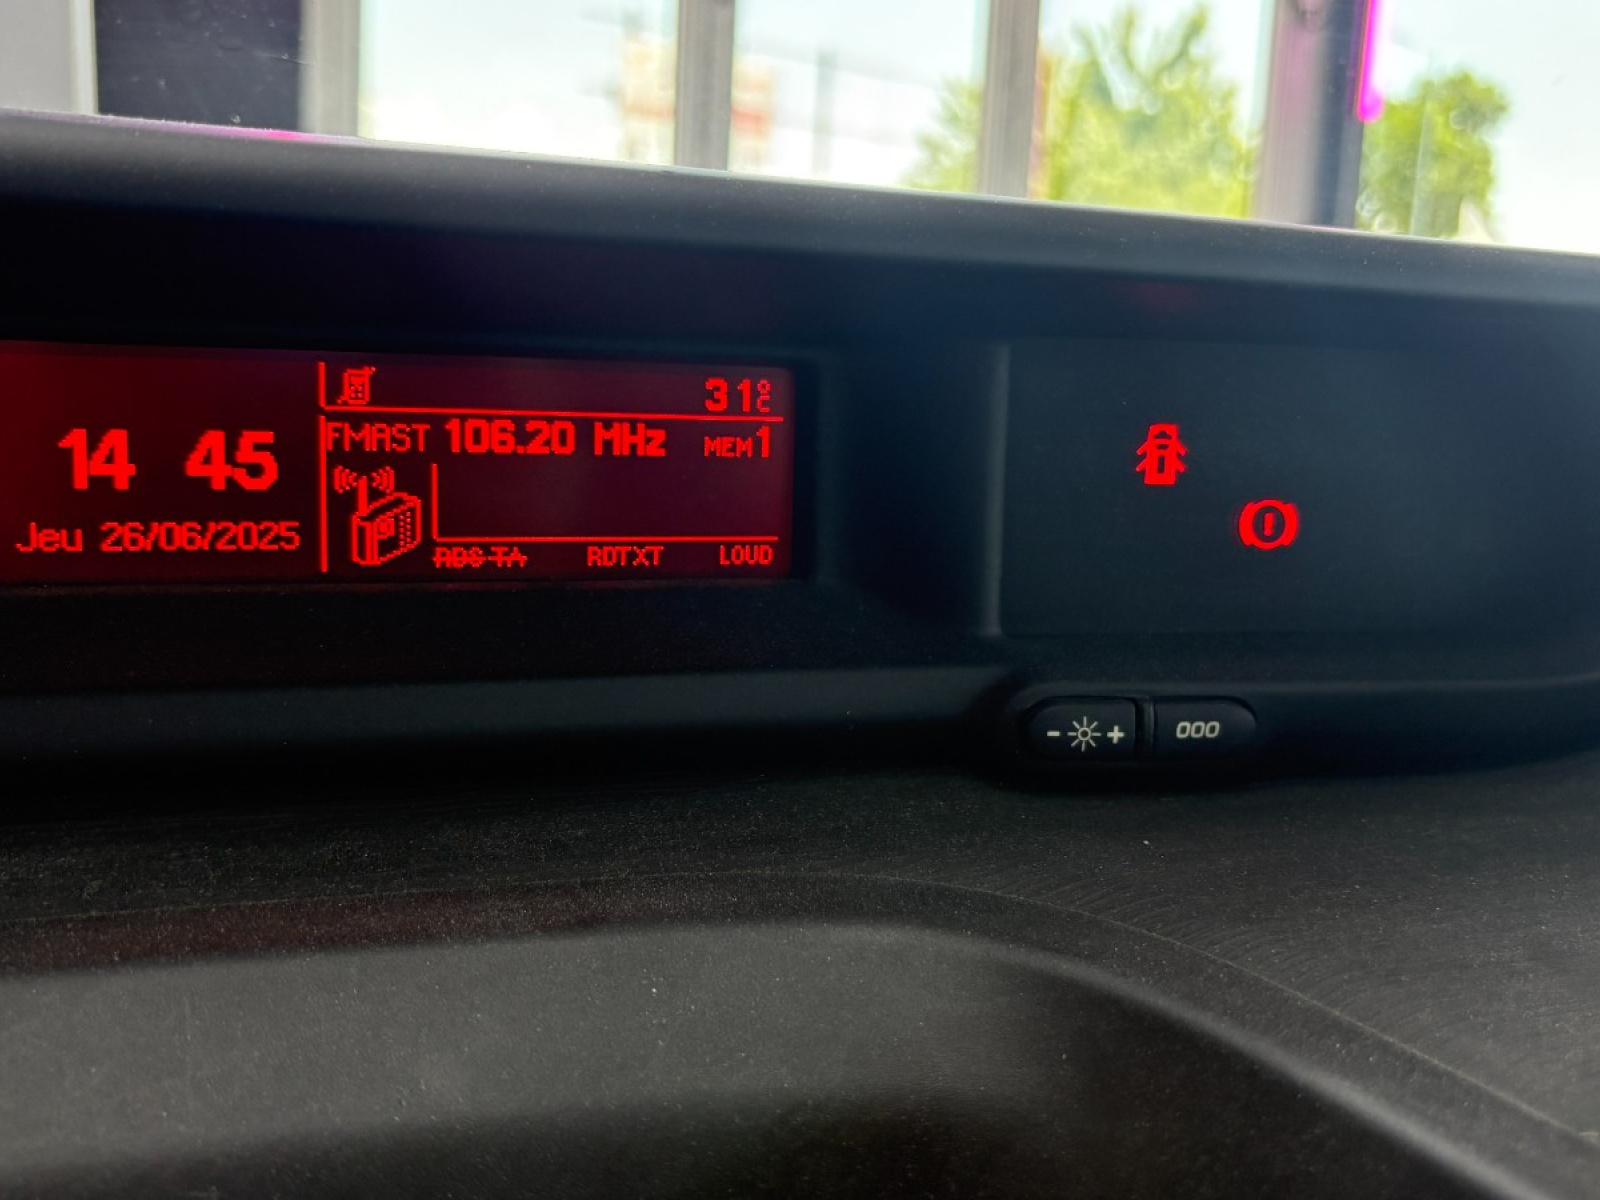 31°C
FMAST 106.20 MHz MEM1
14 45
Jeu 26/06/2025
RDS TA RDTXT LOUD
- + 000